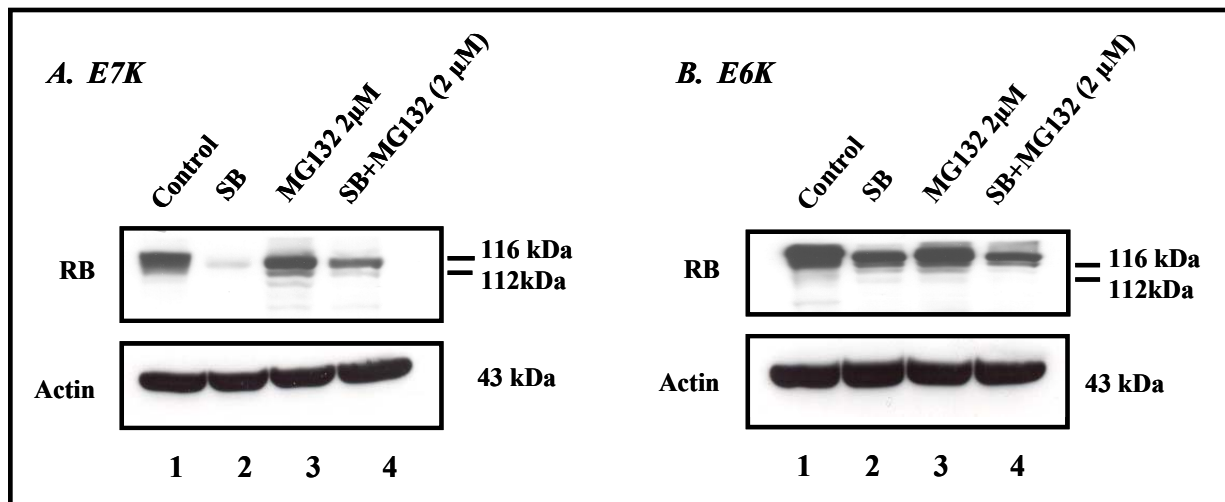 A. E7K
Control
SB
MG132 2µM
SB+MG132 (2 µM)
RB
116 kDa
112kDa
Actin
43 kDa
1 2 3 4
B. E6K
Control
SB
MG132 2µM
SB+MG132 (2 µM)
RB
116 kDa
112kDa
Actin
43 kDa
1 2 3 4